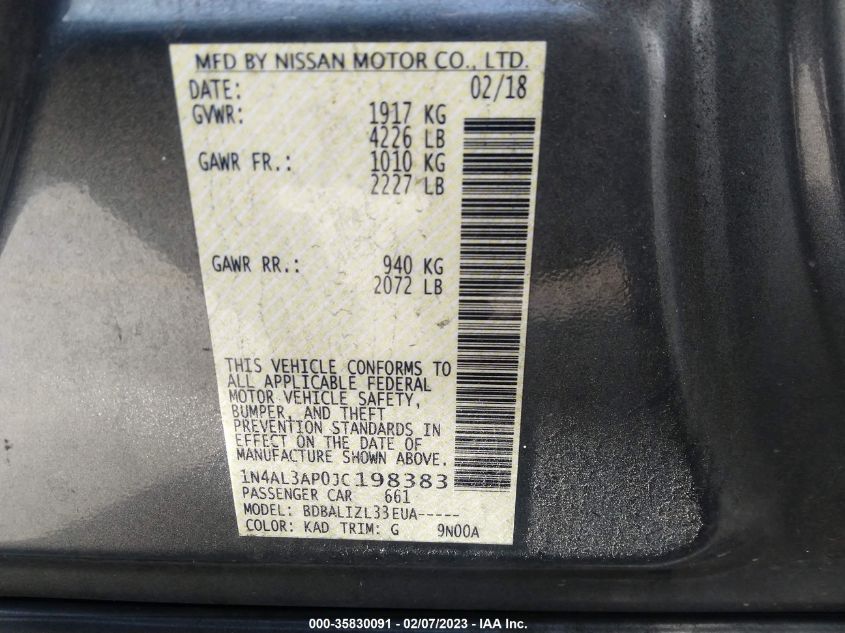 MFD BY NISSAN MOTOR CO., LTD.
DATE: 02/18
GVWR: 1917 KG
4226 LB
GAWR FR.: 1010 KG
2227 LB
GAWR RR.: 940 KG
2072 LB
THIS VEHICLE CONFORMS TO
ALL APPLICABLE FEDERAL
MOTOR VEHICLE SAFETY,
BUMPER, AND THEFT
PREVENTION STANDARDS IN
EFFECT ON THE DATE OF
MANUFACTURE SHOWN ABOVE.
1N4AL3AP0JC198383
PASSENGER CAR 661
MODEL: BDBALIZL33EUA-----
COLOR: KAD TRIM: G 9N00A
000-35830091 - 02/07/2023 - IAA Inc.